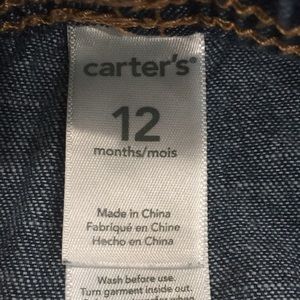 carter's®
12
months/mois
Made in China
Fabriqué en Chine
Hecho en China
Wash before use.
Turn garment inside out.